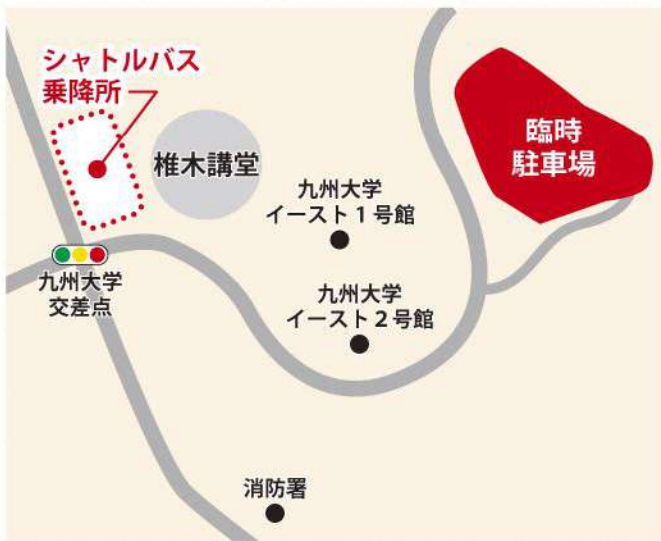 シャトルバス
乗降所
椎木講堂
臨時
駐車場
九州大学
イースト1号館
九州大学
交差点
九州大学
イースト2号館
消防署